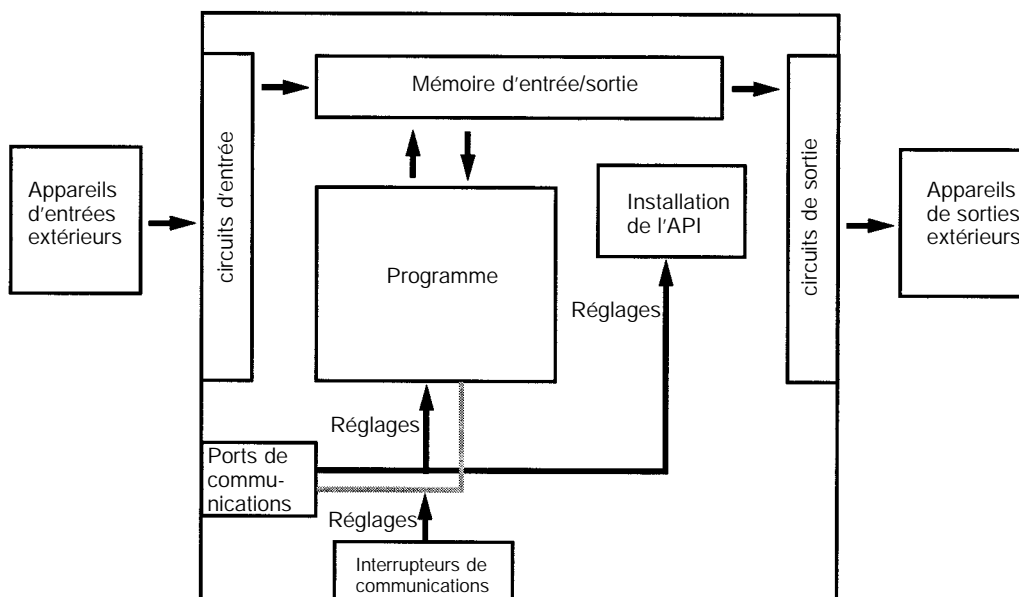 Mémoire d'entrée/sortie
circuits d'entrée
circuits de sortie
Appareils
d'entrées
extérieurs
Installation
de l'API
Appareils
de sorties
extérieurs
Programme
Réglages
Réglages
Ports de
commu-
nications
Réglages
Interrupteurs de
communications